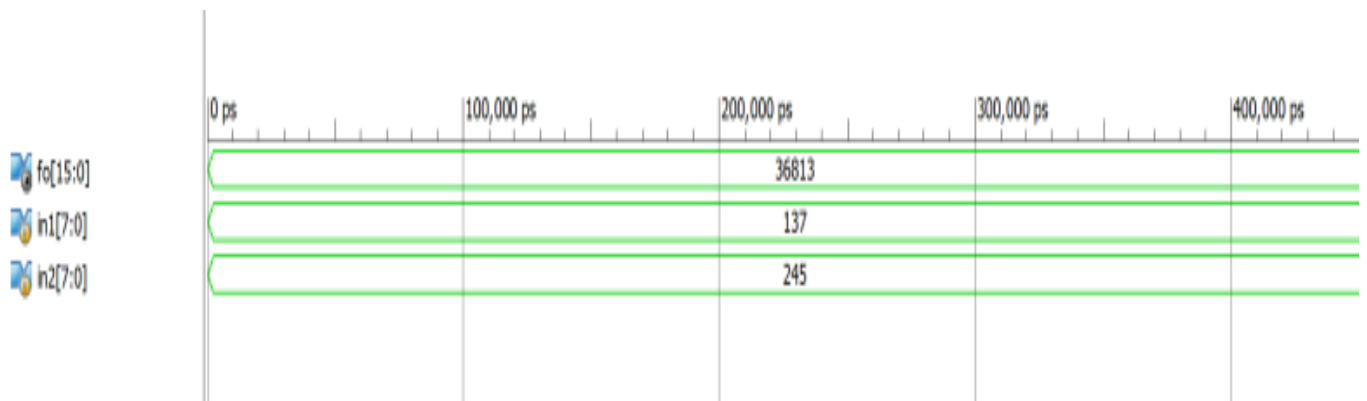 0 ps 100,000 ps 200,000 ps 300,000 ps 400,000 ps
fo[15:0] 36813
in1[7:0] 137
in2[7:0] 245